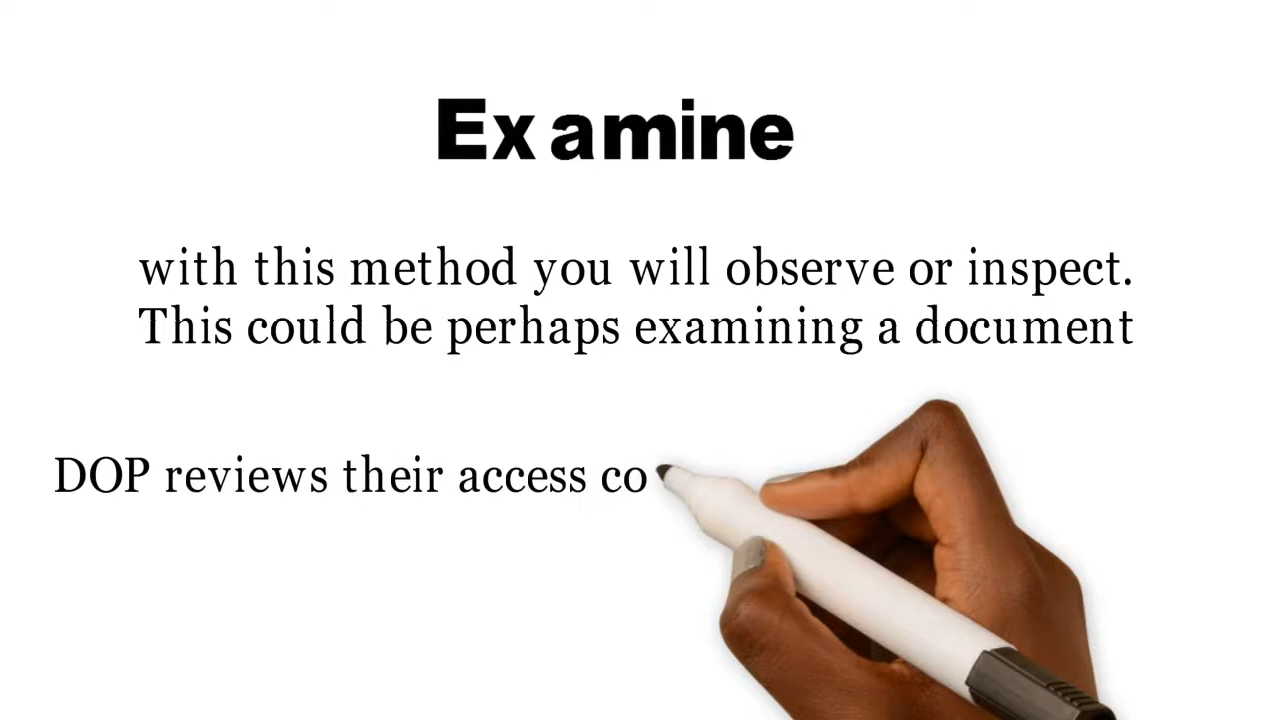 Examine
with this method you will observe or inspect.
This could be perhaps examining a document
DOP reviews their access co